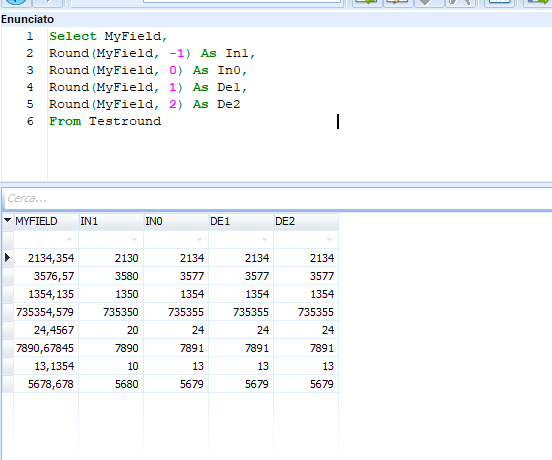 Enunciato
1 Select MyField,
2 Round(MyField, -1) As In1,
3 Round(MyField, 0) As In0,
4 Round(MyField, 1) As De1,
5 Round(MyField, 2) As De2
6 From Testround
Cerca...
MYFIELD IN1 IN0 DE1 DE2
2134,354 2130 2134 2134 2134
3576,57 3580 3577 3577 3577
1354,135 1350 1354 1354 1354
735354,579 735350 735355 735355 735355
24,4567 20 24 24 24
7890,67845 7890 7891 7891 7891
13,1354 10 13 13 13
5678,678 5680 5679 5679 5679